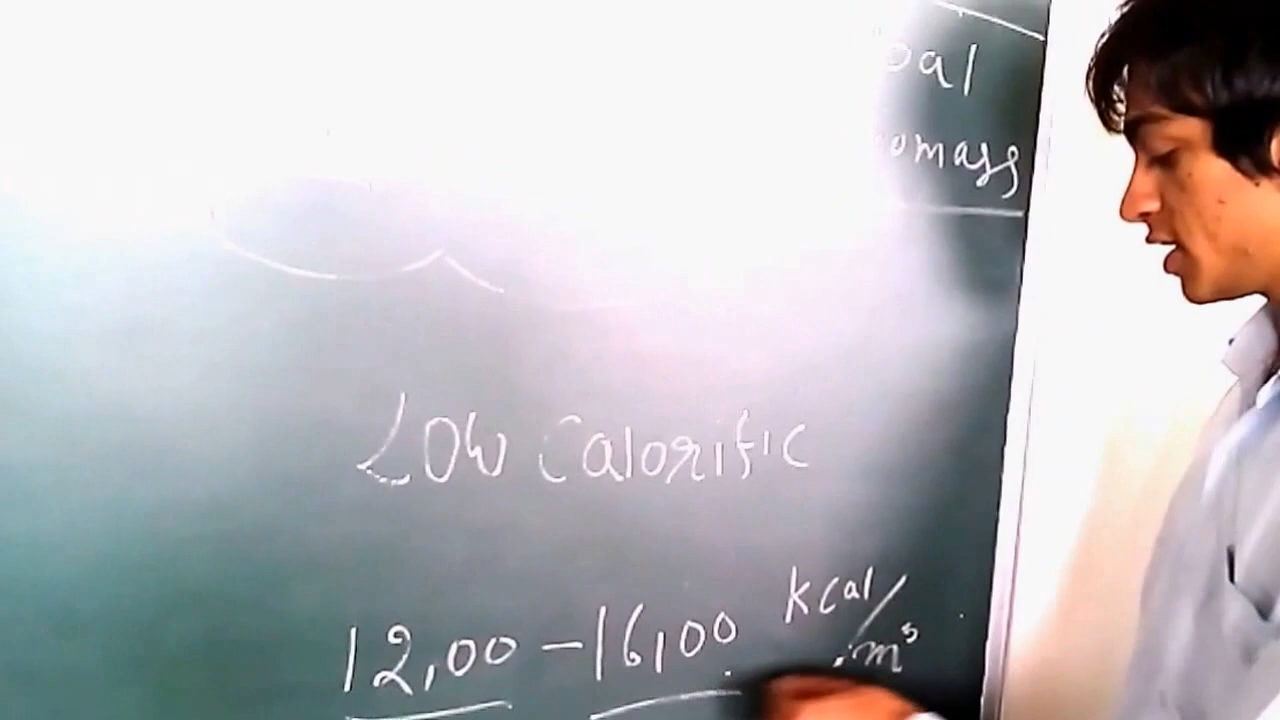 oal
omass
Low Calorific
12,00 - 16,00 kcal/
m³